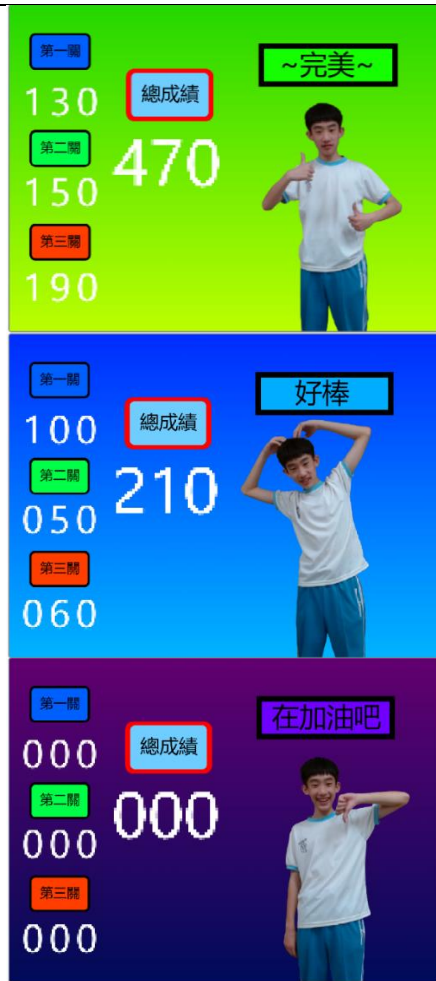 第一關
130
第二關
150
第三關
190
總成績
470
~完美~
第一關
100
第二關
050
第三關
060
總成績
210
好棒
第一關
000
第二關
000
第三關
000
總成績
000
在加油吧